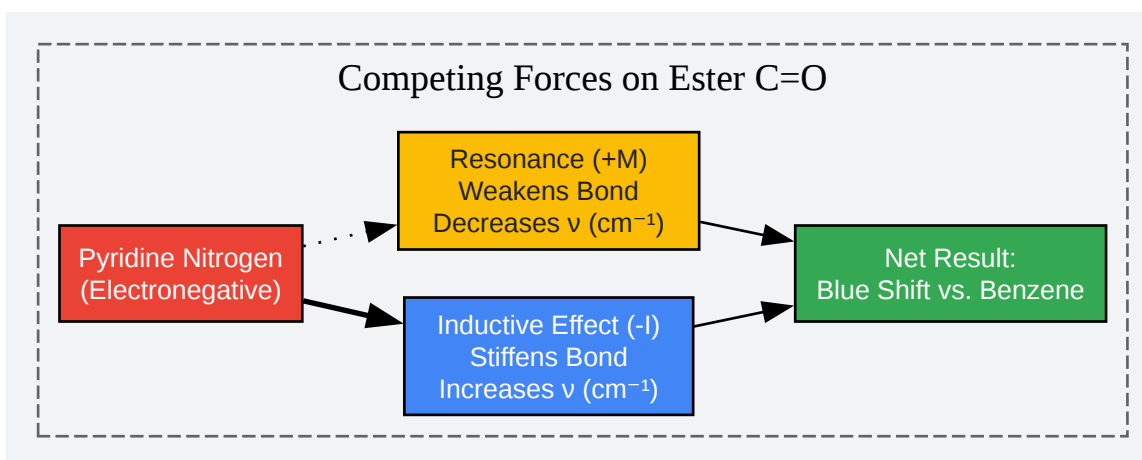 Competing Forces on Ester C=O
Resonance (+M)
Weakens Bond
Decreases ν (cm⁻¹)
Pyridine Nitrogen
(Electronegative)
Net Result:
Blue Shift vs. Benzene
Inductive Effect (-I)
Stiffens Bond
Increases ν (cm⁻¹)